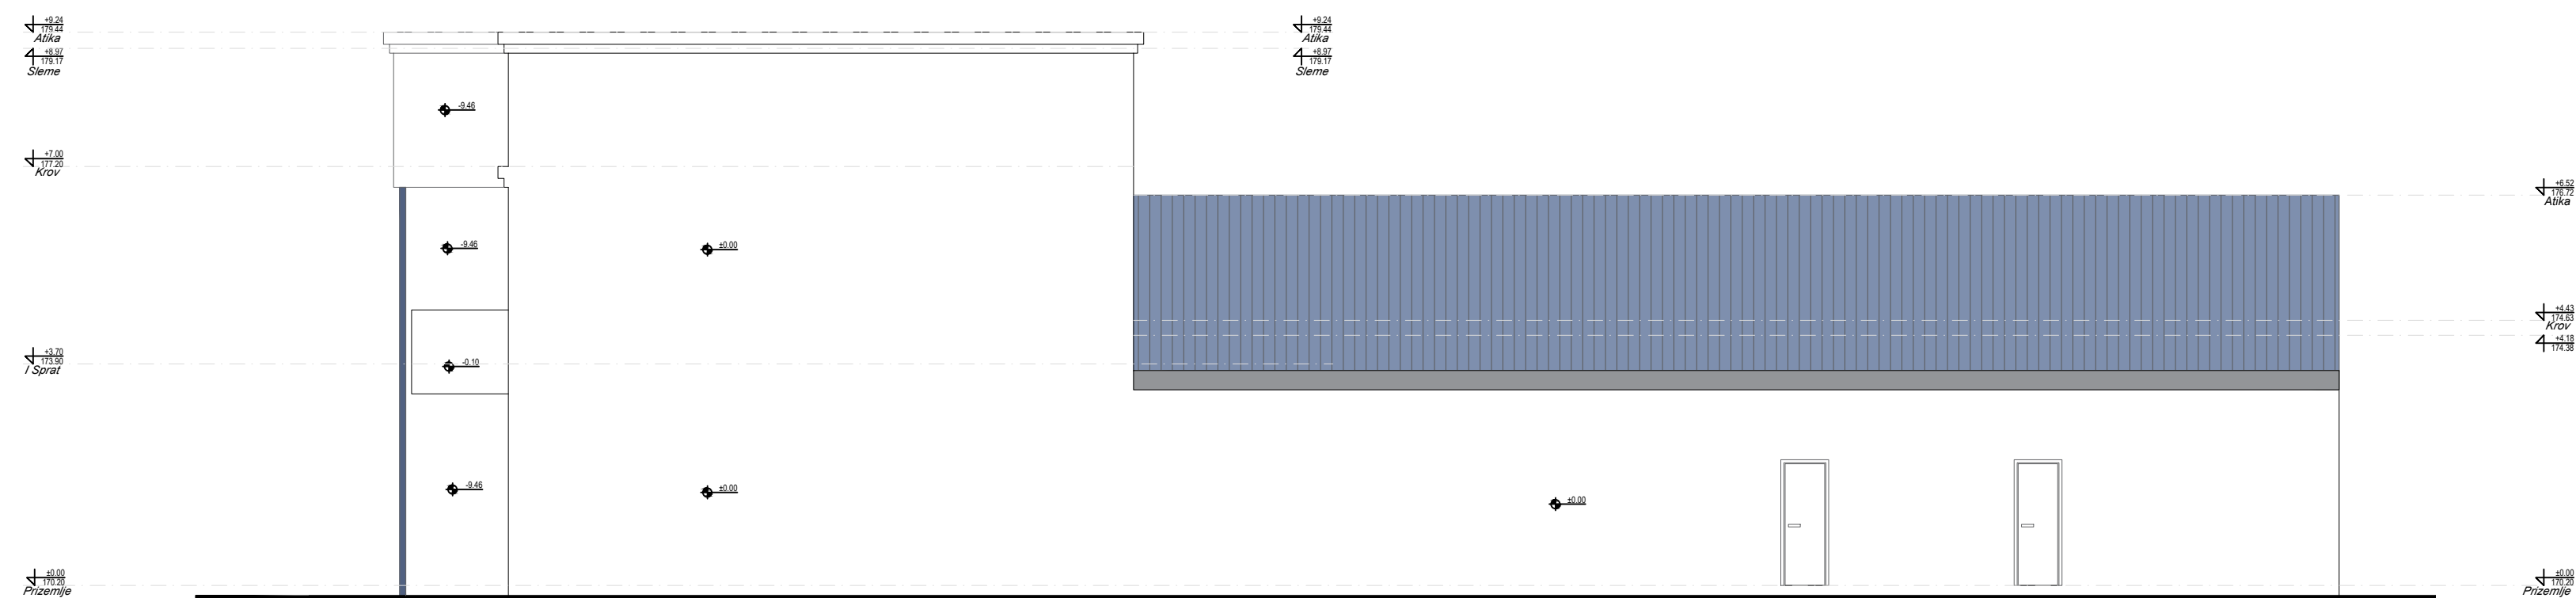 +9.24
179.44
Atika
+8.97
179.17
Sleme
+9.24
179.44
Atika
+8.97
179.17
Sleme
-9.46
+7.00
177.20
Krov
+6.52
176.72
Atika
-9.46
±0.00
+4.43
174.63
Krov
+4.18
174.38
+3.70
173.90
I Sprat
-0.10
-9.46
±0.00
±0.00
±0.00
170.20
Prizemlje
±0.00
170.20
Prizemlje